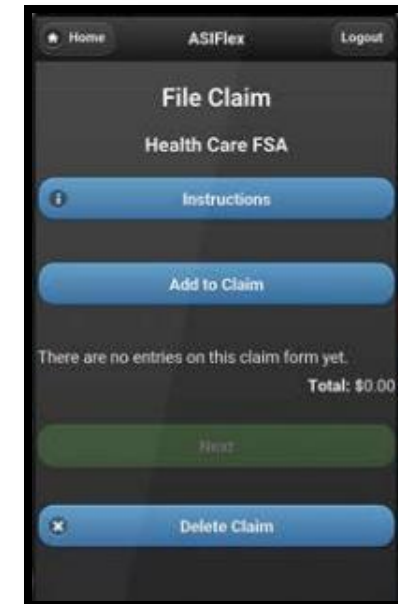 Home ASIFlex Logout
File Claim
Health Care FSA
Instructions
Add to Claim
There are no entries on this claim form yet.
Total: $0.00
Next
Delete Claim